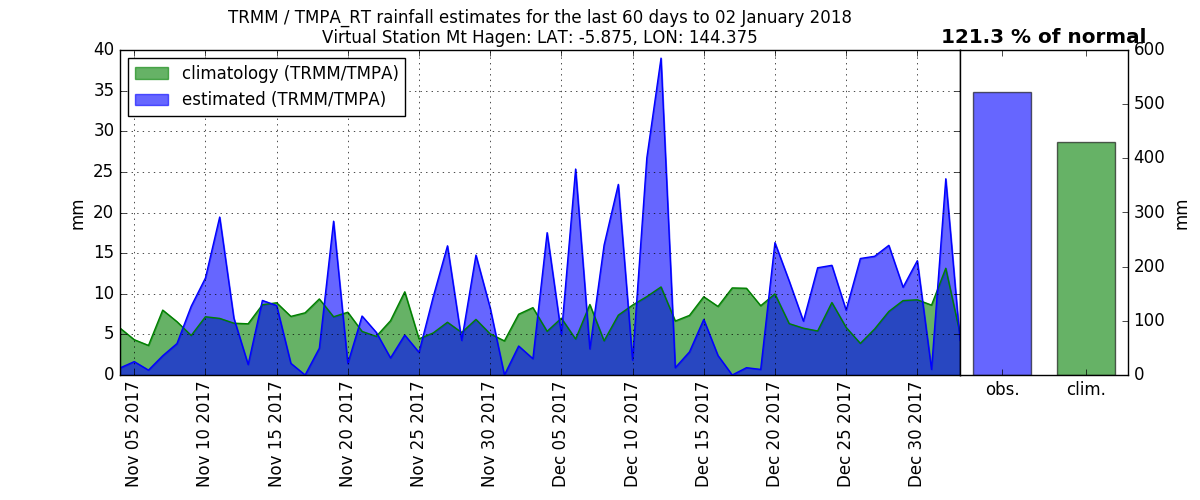 TRMM / TMPA_RT rainfall estimates for the last 60 days to 02 January 2018
Virtual Station Mt Hagen: LAT: -5.875, LON: 144.375
121.3 % of normal
climatology (TRMM/TMPA)
estimated (TRMM/TMPA)
mm
40
35
30
25
20
15
10
5
0
600
500
400
300
200
100
0
mm
Nov 05 2017
Nov 10 2017
Nov 15 2017
Nov 20 2017
Nov 25 2017
Nov 30 2017
Dec 05 2017
Dec 10 2017
Dec 15 2017
Dec 20 2017
Dec 25 2017
Dec 30 2017
obs.
clim.